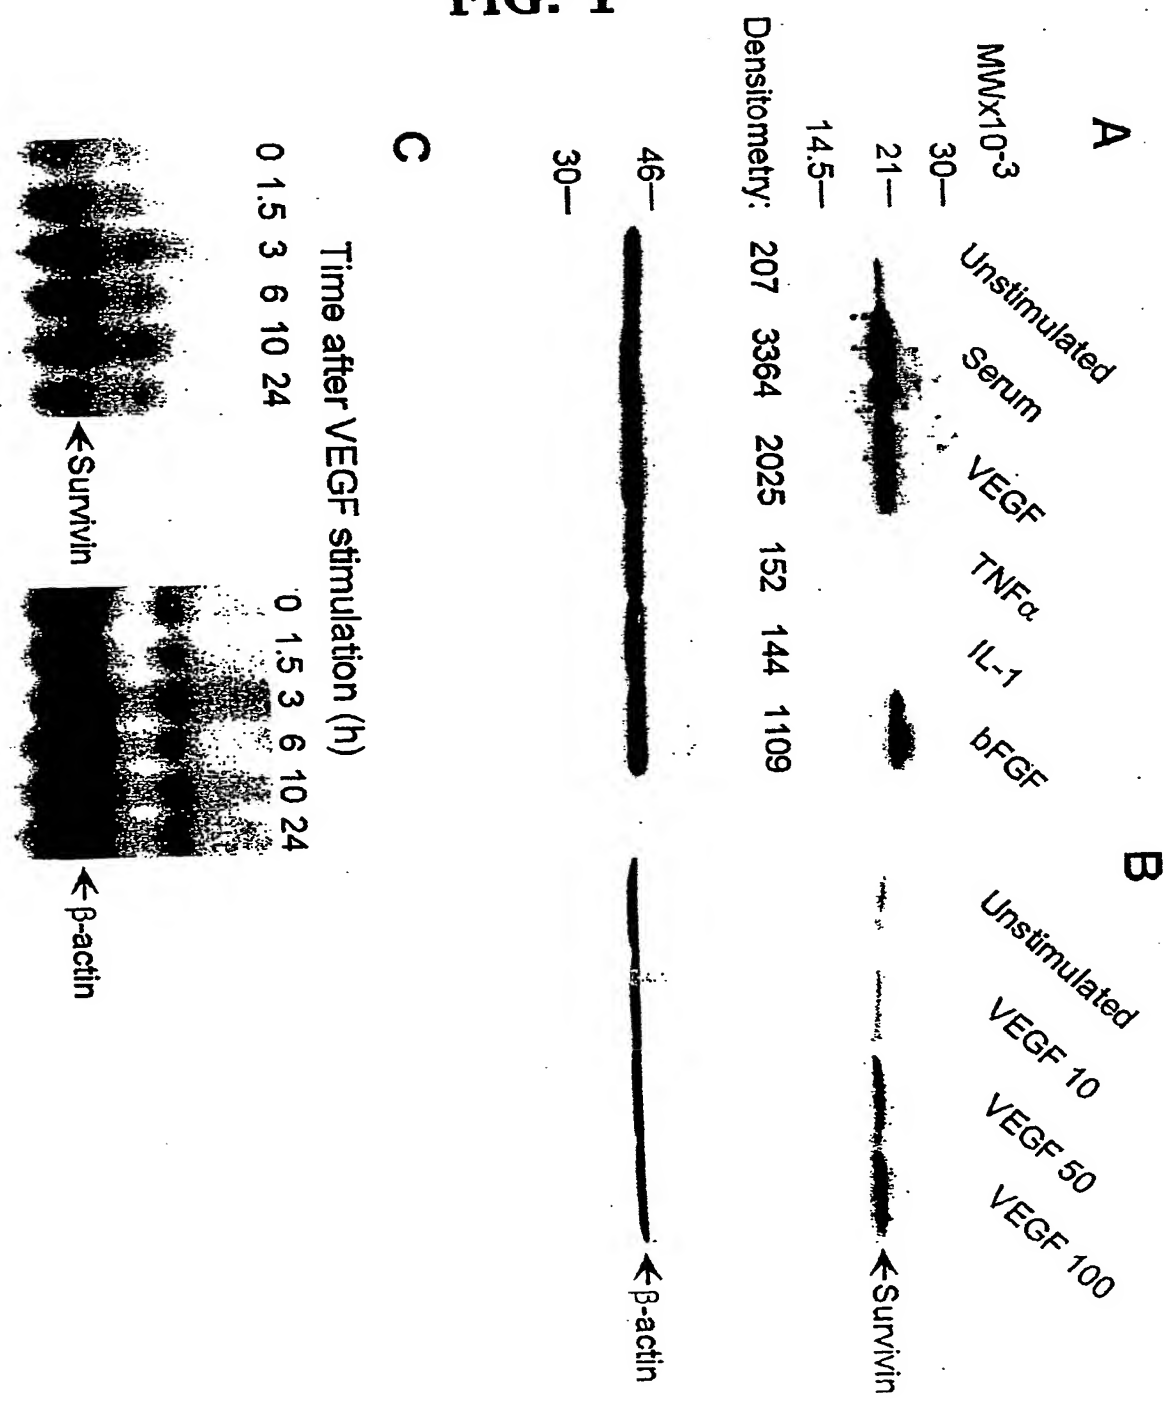 FIG. 1
A
B
Unstimulated
Serum
VEGF
TNFα
IL-1
bFGF
Unstimulated
VEGF 10
VEGF 50
VEGF 100
MWx10-3
30—
21—
14.5—
←Survivin
Densitometry: 207 3364 2025 152 144 1109
46—
30—
←β-actin
C
Time after VEGF stimulation (h)
0 1.5 3 6 10 24
0 1.5 3 6 10 24
←Survivin
←β-actin